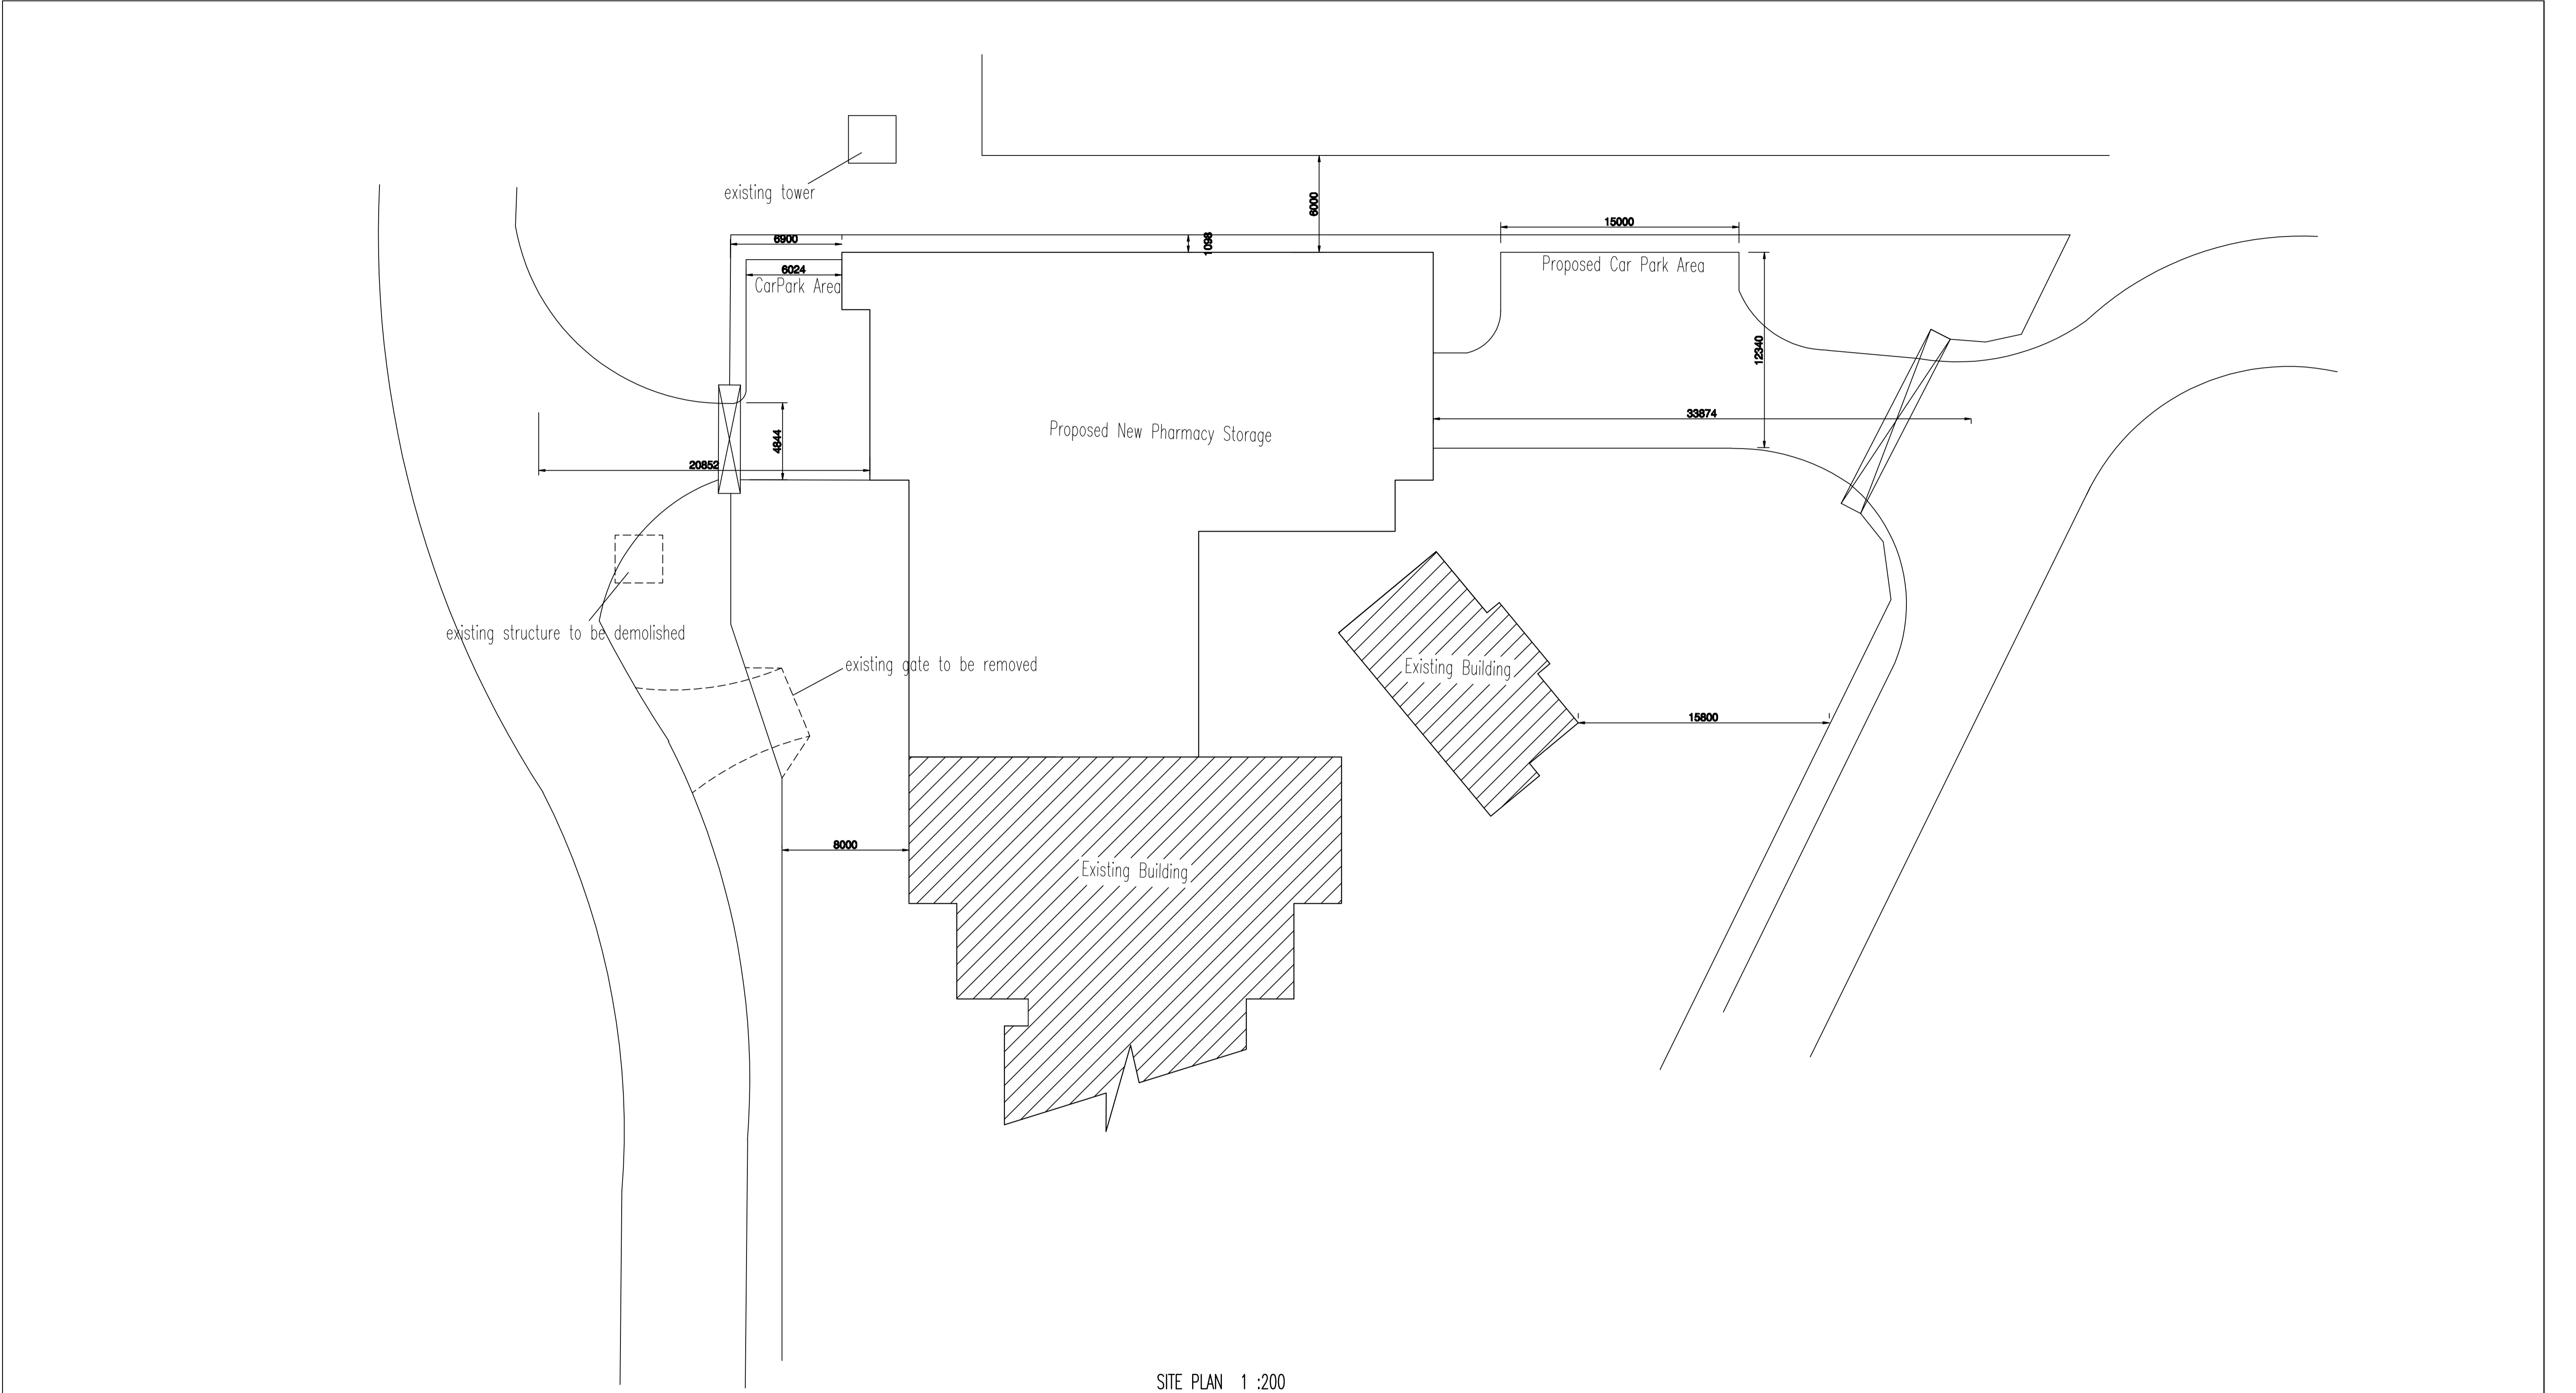 existing tower
6000
15000
6900
1098
Proposed Car Park Area
6024
CarPark Area
12340
33874
Proposed New Pharmacy Storage
4844
20852
existing structure to be demolished
existing gate to be removed
Existing Building
15800
8000
Existing Building
SITE PLAN 1 :200